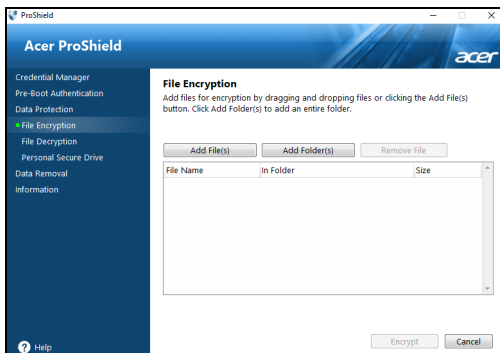 ProShield
Acer ProShield
acer
Credential Manager
Pre-Boot Authentication
Data Protection
File Encryption
File Decryption
Personal Secure Drive
Data Removal
Information
Help
File Encryption
Add files for encryption by dragging and dropping files or clicking the Add File(s)
button. Click Add Folder(s) to add an entire folder.
Add File(s) Add Folder(s) Remove File
File Name In Folder Size
Encrypt Cancel